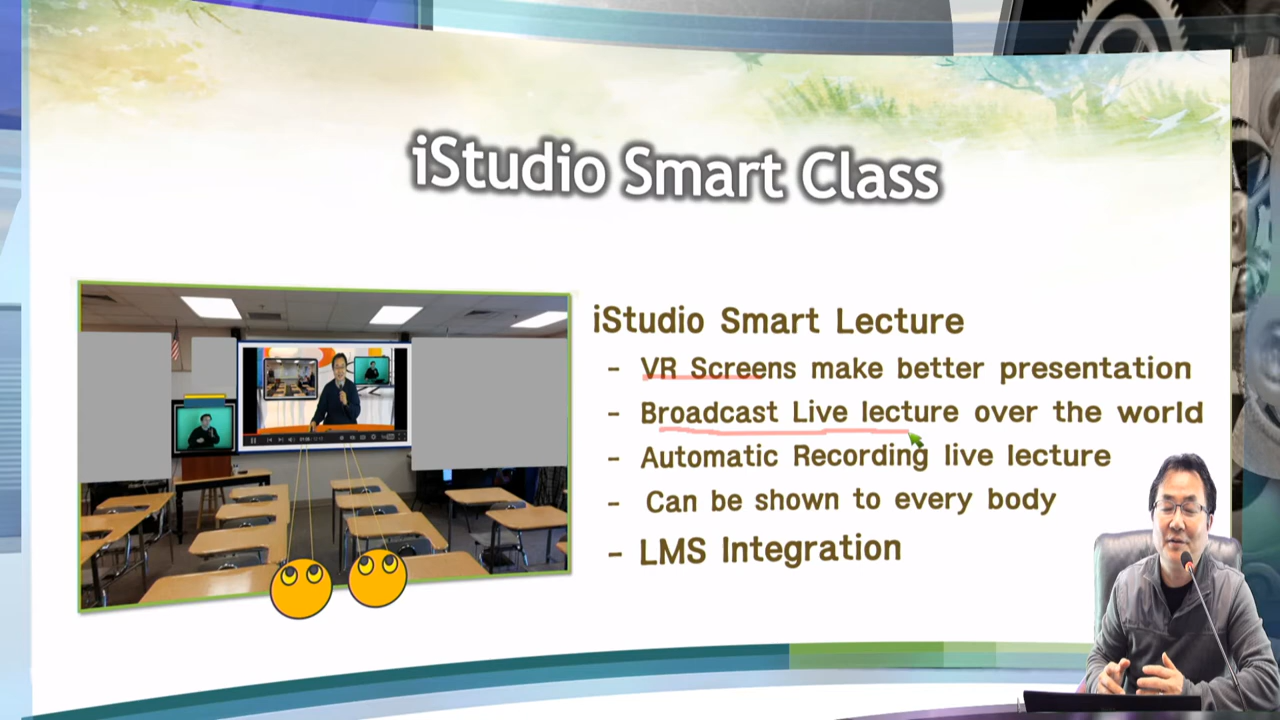 iStudio Smart Class
iStudio Smart Lecture
- VR Screens make better presentation
- Broadcast Live lecture over the world
- Automatic Recording live lecture
- Can be shown to every body
- LMS Integration